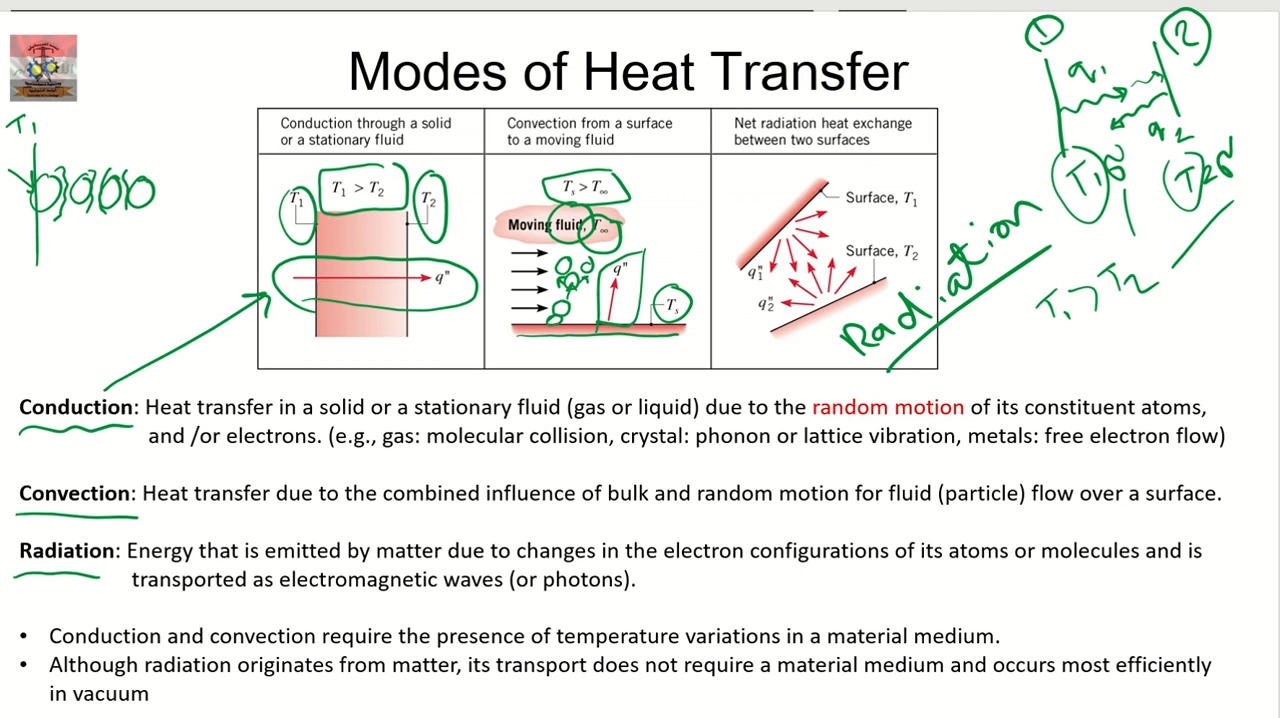 Modes of Heat Transfer
Conduction through a solid
or a stationary fluid
T1 > T2
T1
T2
q"
Convection from a surface
to a moving fluid
Ts > T∞
Moving fluid, T∞
q"
Ts
Net radiation heat exchange
between two surfaces
Surface, T1
Surface, T2
q"1
q"2
T1
1
2
q1
q2
T1
T2
T1 > T2
Radiation
Conduction: Heat transfer in a solid or a stationary fluid (gas or liquid) due to the random motion of its constituent atoms,
and /or electrons. (e.g., gas: molecular collision, crystal: phonon or lattice vibration, metals: free electron flow)
Convection: Heat transfer due to the combined influence of bulk and random motion for fluid (particle) flow over a surface.
Radiation: Energy that is emitted by matter due to changes in the electron configurations of its atoms or molecules and is
transported as electromagnetic waves (or photons).
• Conduction and convection require the presence of temperature variations in a material medium.
• Although radiation originates from matter, its transport does not require a material medium and occurs most efficiently
in vacuum